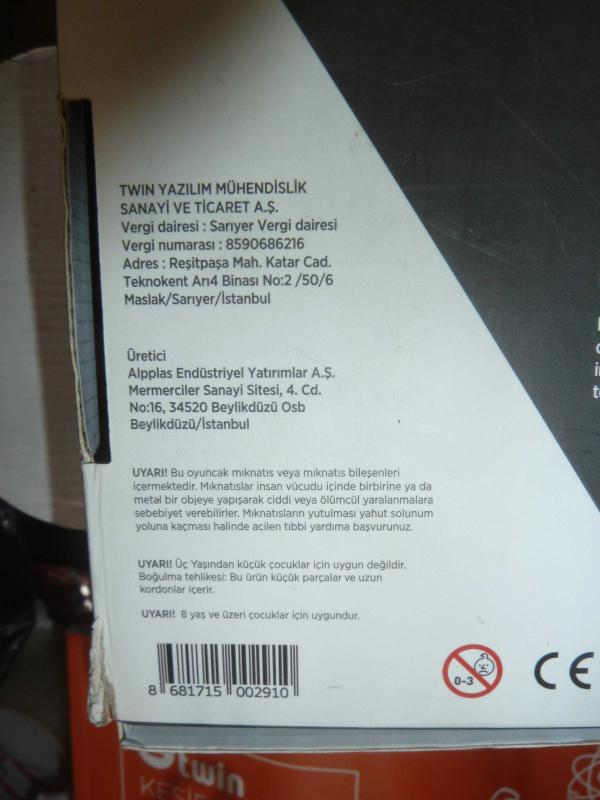 TWIN YAZILIM MÜHENDİSLİK
SANAYİ VE TİCARET A.Ş.
Vergi dairesi : Sarıyer Vergi dairesi
Vergi numarası : 8590686216
Adres : Reşitpaşa Mah. Katar Cad.
Teknokent Arı4 Binası No:2 /50/6
Maslak/Sarıyer/İstanbul
Üretici
Alpplas Endüstriyel Yatırımlar A.Ş.
Mermerciler Sanayi Sitesi, 4. Cd.
No:16, 34520 Beylikdüzü Osb
Beylikdüzü/İstanbul
UYARI! Bu oyuncak mıknatıs veya mıknatıs bileşenleri
içermektedir. Mıknatıslar insan vücudu içinde birbirine ya da
metal bir objeye yapışarak ciddi veya ölümcül yaralanmalara
sebebiyet verebilirler. Mıknatısların yutulması yahut solunum
yoluna kaçması halinde acilen tıbbi yardıma başvurunuz.
UYARI! Üç Yaşından küçük çocuklar için uygun değildir.
Boğulma tehlikesi: Bu ürün küçük parçalar ve uzun
kordonlar içerir.
UYARI! 8 yaş ve üzeri çocuklar için uygundur.
8 681715 002910
0-3
CE
twin